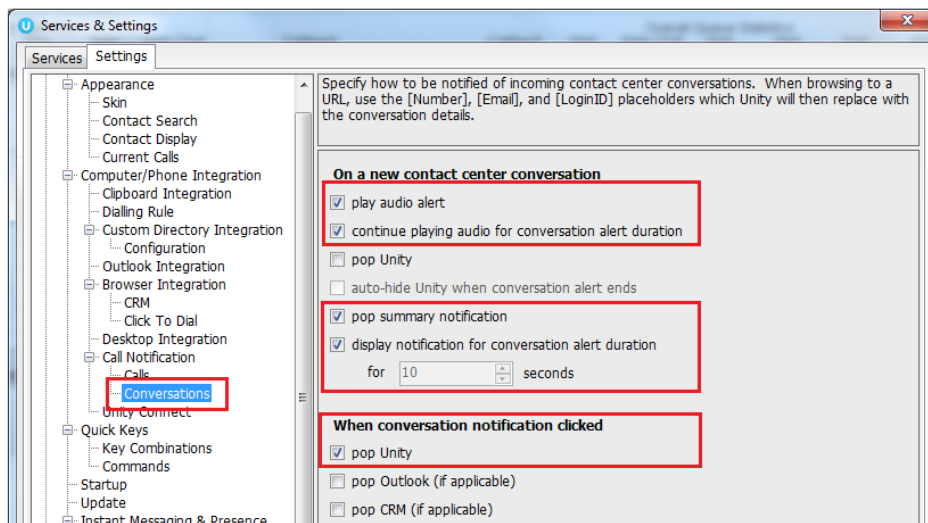 Services & Settings
Services
Settings
Appearance
Skin
Contact Search
Contact Display
Current Calls
Computer/Phone Integration
Clipboard Integration
Dialling Rule
Custom Directory Integration
Configuration
Outlook Integration
Browser Integration
CRM
Click To Dial
Desktop Integration
Call Notification
Calls
Conversations
Unity Connect
Quick Keys
Key Combinations
Commands
Startup
Update
Instant Messaging & Presence
Specify how to be notified of incoming contact center conversations. When browsing to a
URL, use the [Number], [Email], and [LoginID] placeholders which Unity will then replace with
the conversation details.
On a new contact center conversation
play audio alert
continue playing audio for conversation alert duration
pop Unity
auto-hide Unity when conversation alert ends
pop summary notification
display notification for conversation alert duration
for 10 seconds
When conversation notification clicked
pop Unity
pop Outlook (if applicable)
pop CRM (if applicable)